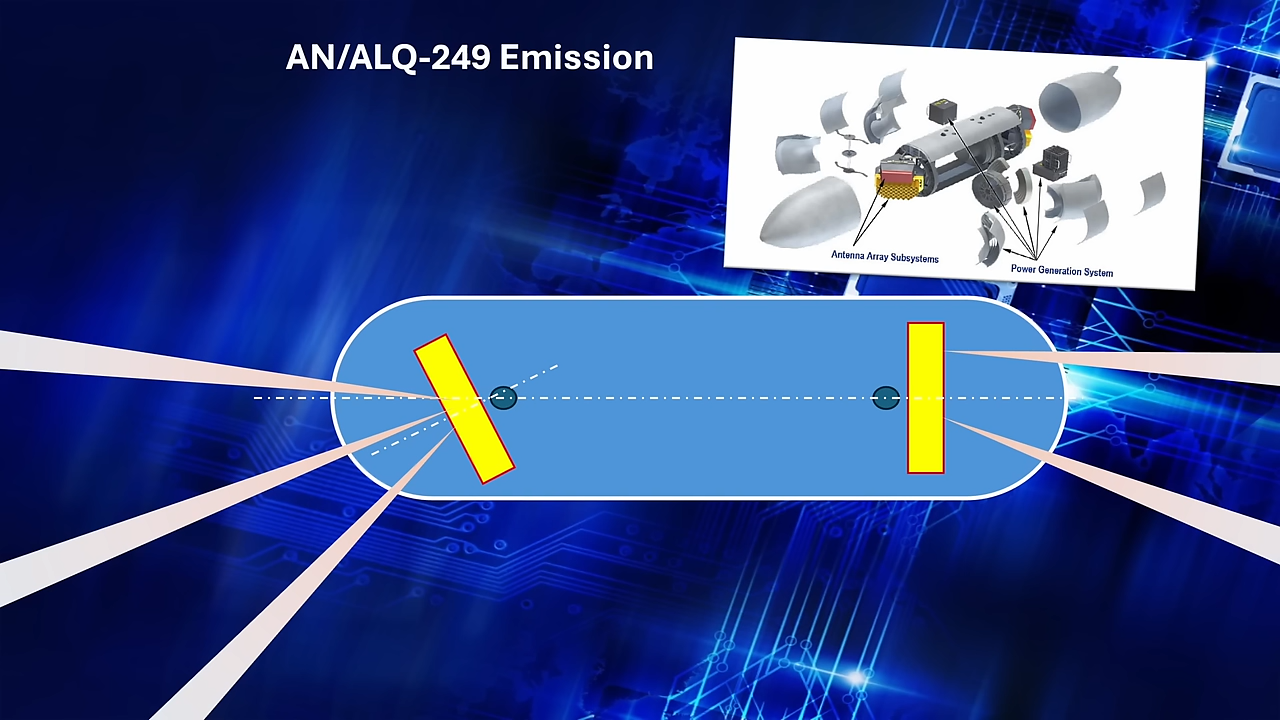 AN/ALQ-249 Emission
Antenna Array Subsystems
Power Generation System